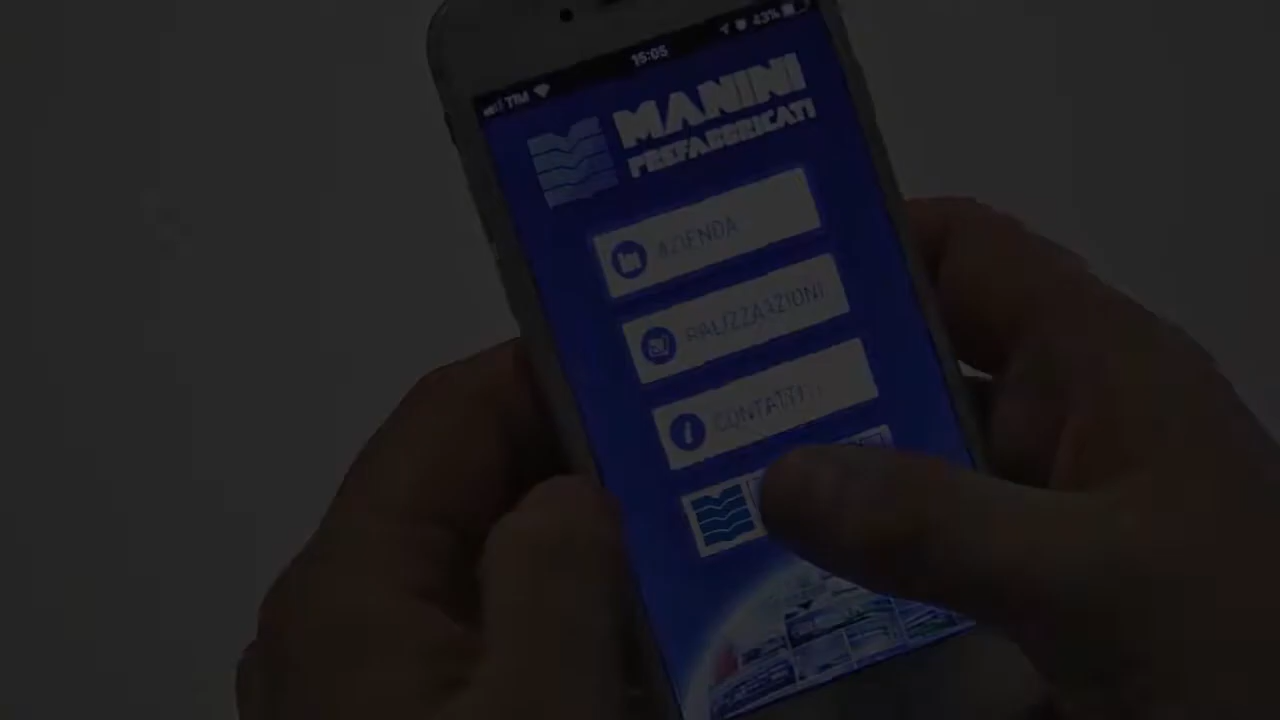 TIM 15:05 43%
MANINI
PREFABBRICATI
AZIENDA
REALIZZAZIONI
CONTATTI